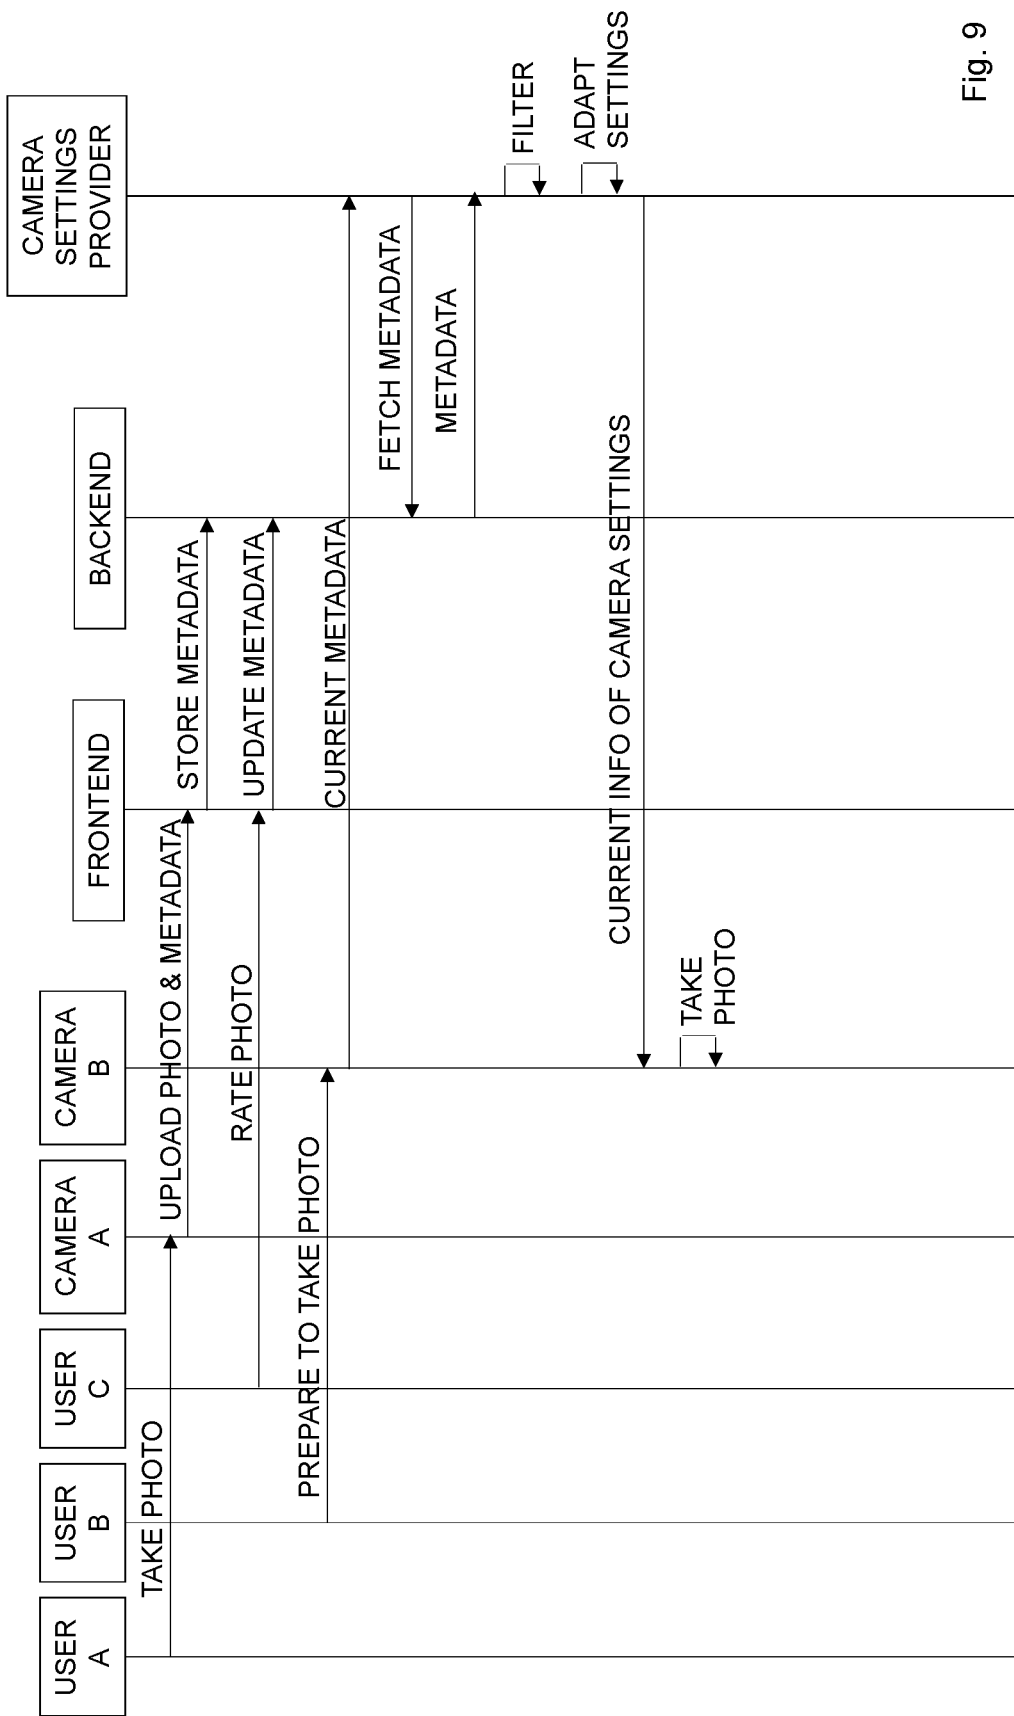 USER
A
USER
B
USER
C
CAMERA
A
CAMERA
B
FRONTEND
BACKEND
CAMERA
SETTINGS
PROVIDER
TAKE PHOTO
UPLOAD PHOTO & METADATA
STORE METADATA
RATE PHOTO
UPDATE METADATA
PREPARE TO TAKE PHOTO
CURRENT METADATA
FETCH METADATA
METADATA
FILTER
ADAPT
SETTINGS
CURRENT INFO OF CAMERA SETTINGS
TAKE
PHOTO
Fig. 9